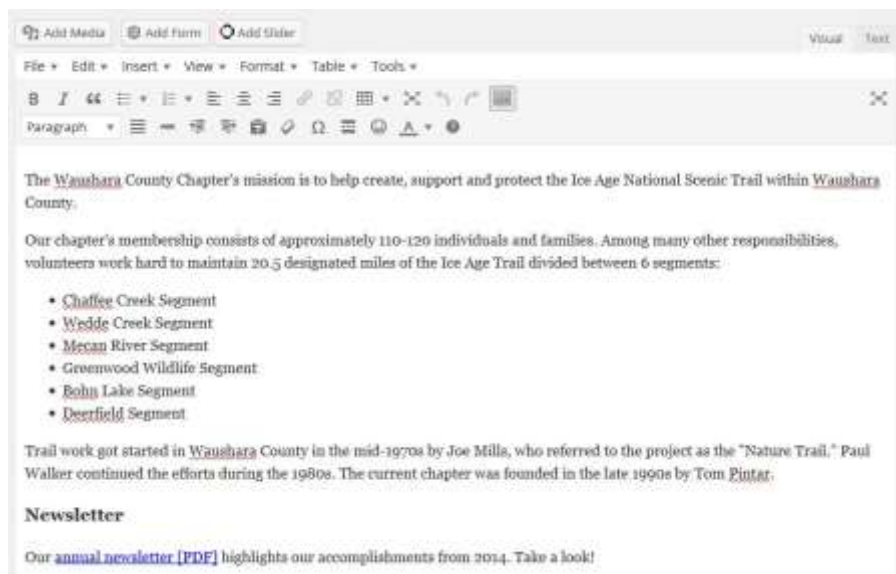 Add Media Add Form Add Slider
Visual Text
File Edit Insert View Format Table Tools
B I
Paragraph Ω A
The Waushara County Chapter's mission is to help create, support and protect the Ice Age National Scenic Trail within Waushara
County.
Our chapter's membership consists of approximately 110-120 individuals and families. Among many other responsibilities,
volunteers work hard to maintain 20.5 designated miles of the Ice Age Trail divided between 6 segments:
• Chaffee Creek Segment
• Wedde Creek Segment
• Mecan River Segment
• Greenwood Wildlife Segment
• Bohn Lake Segment
• Deerfield Segment
Trail work got started in Waushara County in the mid-1970s by Joe Mills, who referred to the project as the "Nature Trail." Paul
Walker continued the efforts during the 1980s. The current chapter was founded in the late 1990s by Tom Pintar.
Newsletter
Our annual newsletter [PDF] highlights our accomplishments from 2014. Take a look!